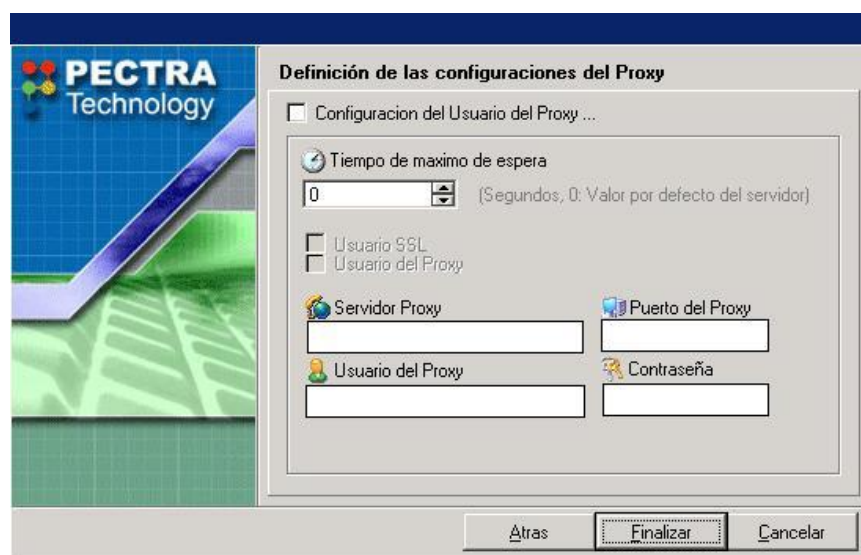 PECTRA
Technology
Definición de las configuraciones del Proxy
Configuracion del Usuario del Proxy ...
Tiempo de maximo de espera
0
(Segundos, 0: Valor por defecto del servidor)
Usuario SSL
Usuario del Proxy
Servidor Proxy
Puerto del Proxy
Usuario del Proxy
Contraseña
Atras
Finalizar
Cancelar